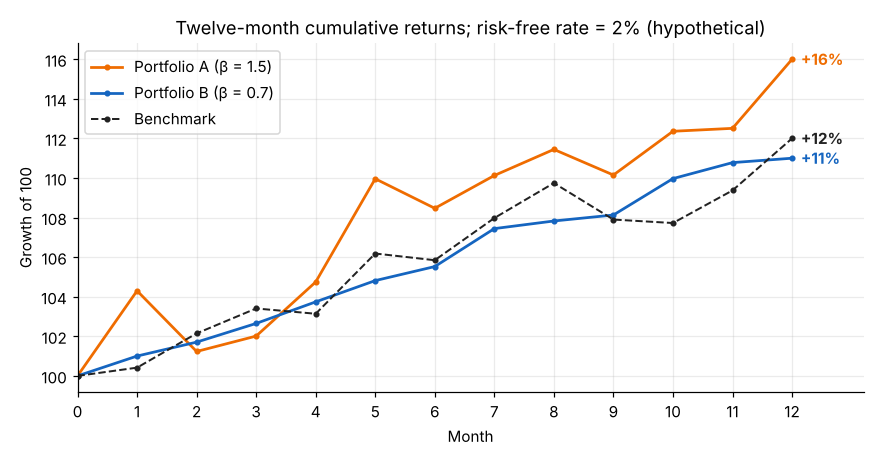 Twelve-month cumulative returns; risk-free rate = 2% (hypothetical)
Portfolio A (β = 1.5)
Portfolio B (β = 0.7)
Benchmark
+16%
+12%
+11%
Growth of 100
116
114
112
110
108
106
104
102
100
0 1 2 3 4 5 6 7 8 9 10 11 12
Month